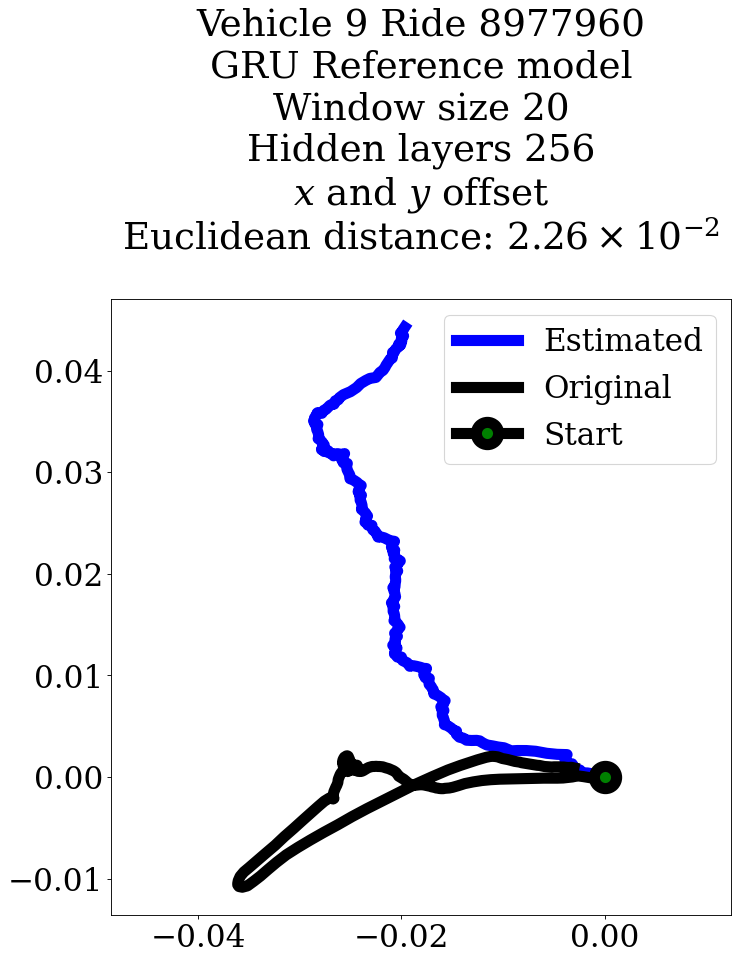 Vehicle 9 Ride 8977960
GRU Reference model
Window size 20
Hidden layers 256
x and y offset
Euclidean distance: 2.26 × 10⁻²
Estimated
Original
Start
0.04
0.03
0.02
0.01
0.00
−0.01
−0.04
−0.02
0.00